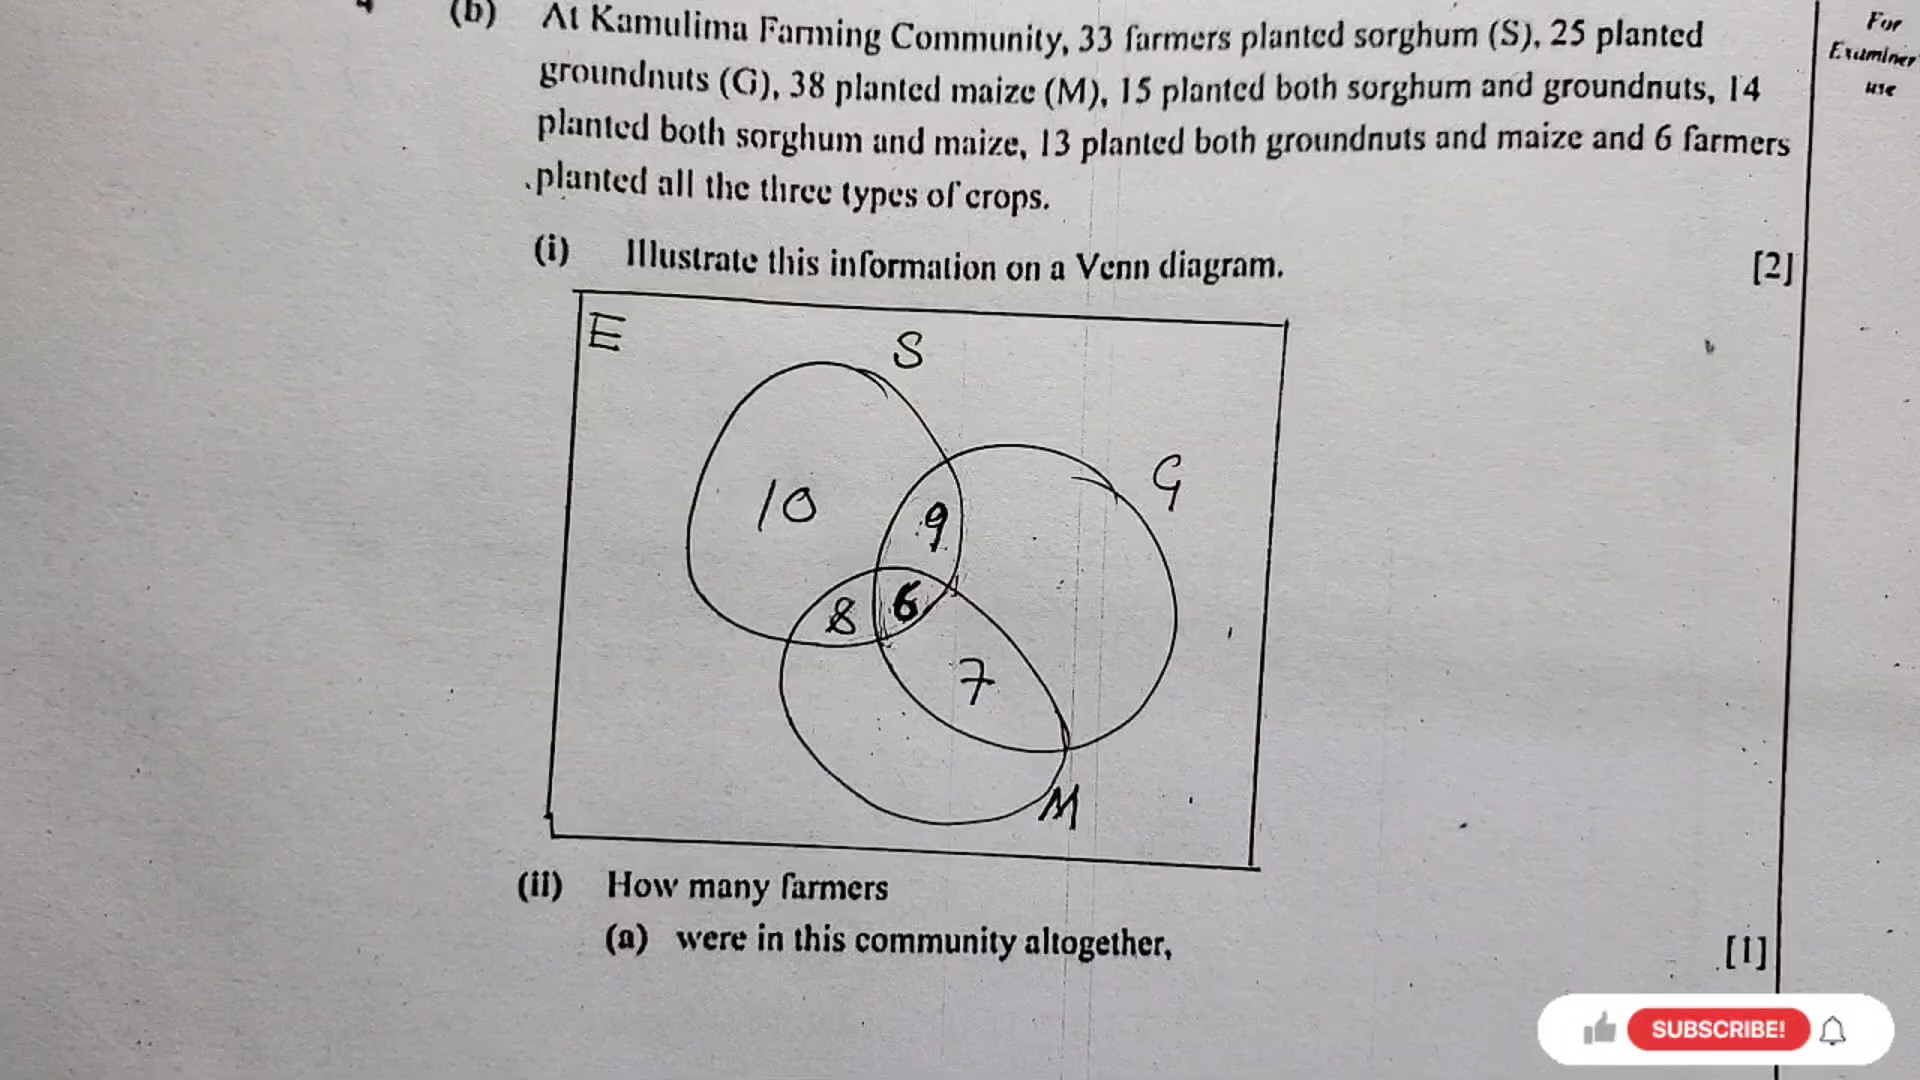 (b) At Kamulima Farming Community, 33 farmers planted sorghum (S), 25 planted
groundnuts (G), 38 planted maize (M), 15 planted both sorghum and groundnuts, 14
planted both sorghum and maize, 13 planted both groundnuts and maize and 6 farmers
planted all the three types of crops.
For
Examiner
use
(i) Illustrate this information on a Venn diagram. [2]
E
S
G
10
9
8
6
7
M
(ii) How many farmers
(a) were in this community altogether, [1]
SUBSCRIBE!